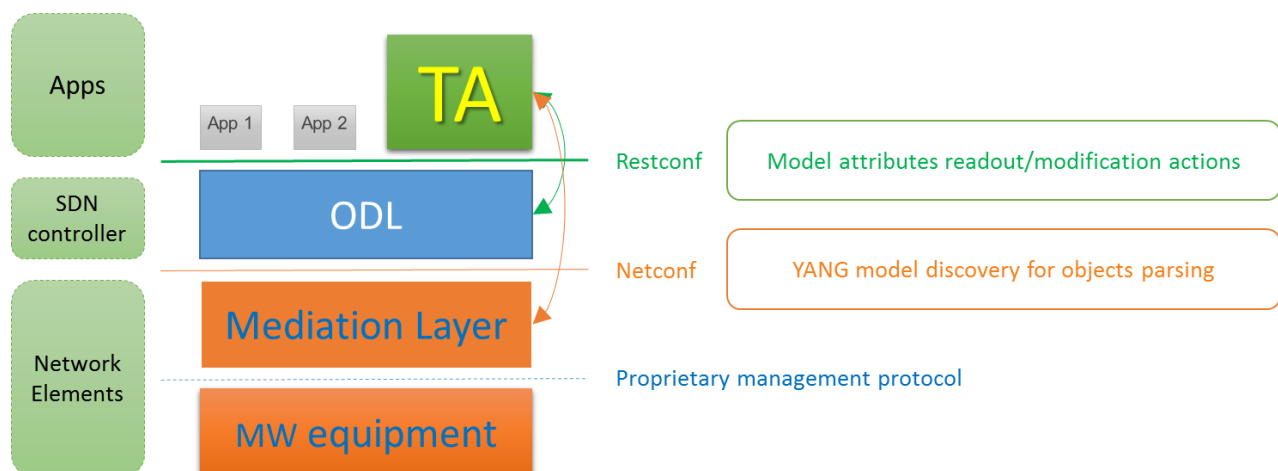 Apps
App 1
App 2
TA
Restconf
Model attributes readout/modification actions
SDN
controller
ODL
Netconf
YANG model discovery for objects parsing
Network
Elements
Mediation Layer
Proprietary management protocol
MW equipment